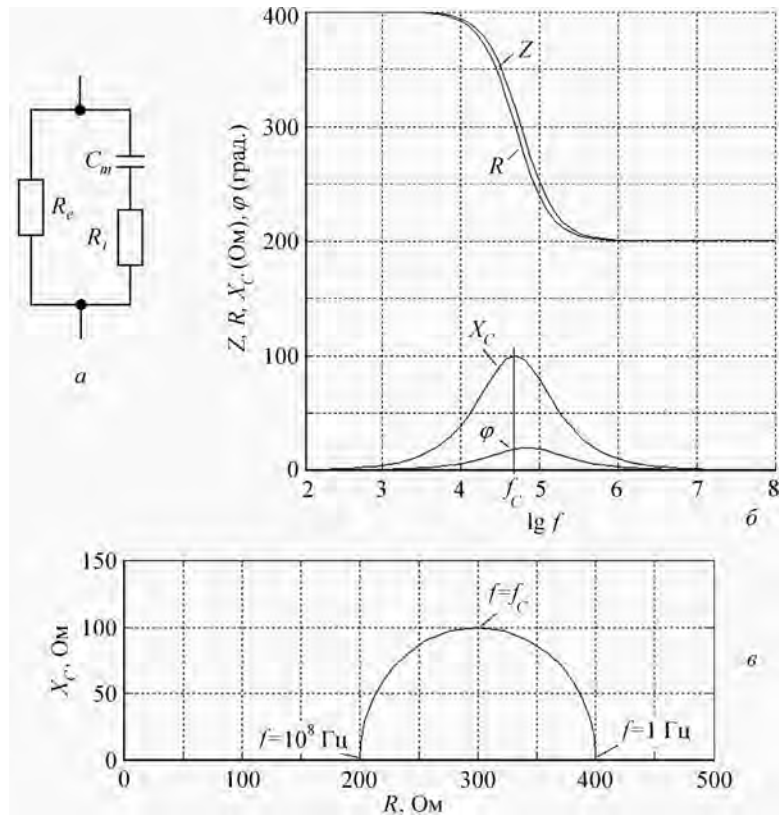 C_m
R_e
R_i
а
Z, R, X_C (Ом), φ (град.)
400
300
200
100
0
Z
R
X_C
φ
2 3 4 f_C 5 6 7 8
lg f
б
X_C, Ом
150
100
50
0
f=f_C
f=10^8 Гц
f=1 Гц
0 100 200 300 400 500
R, Ом
в